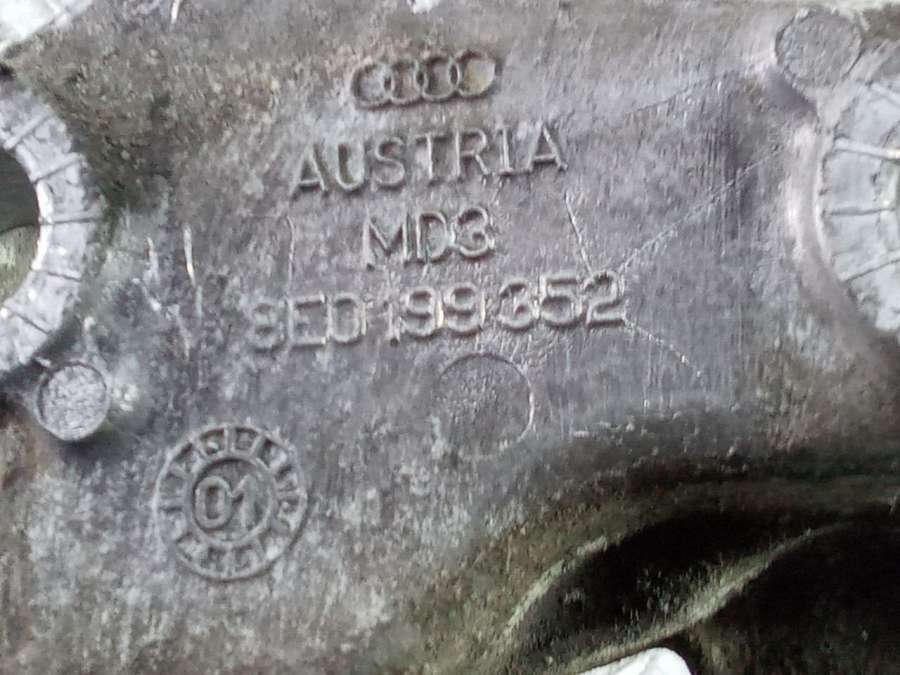 AUSTRIA
MD3
8E0199352
01